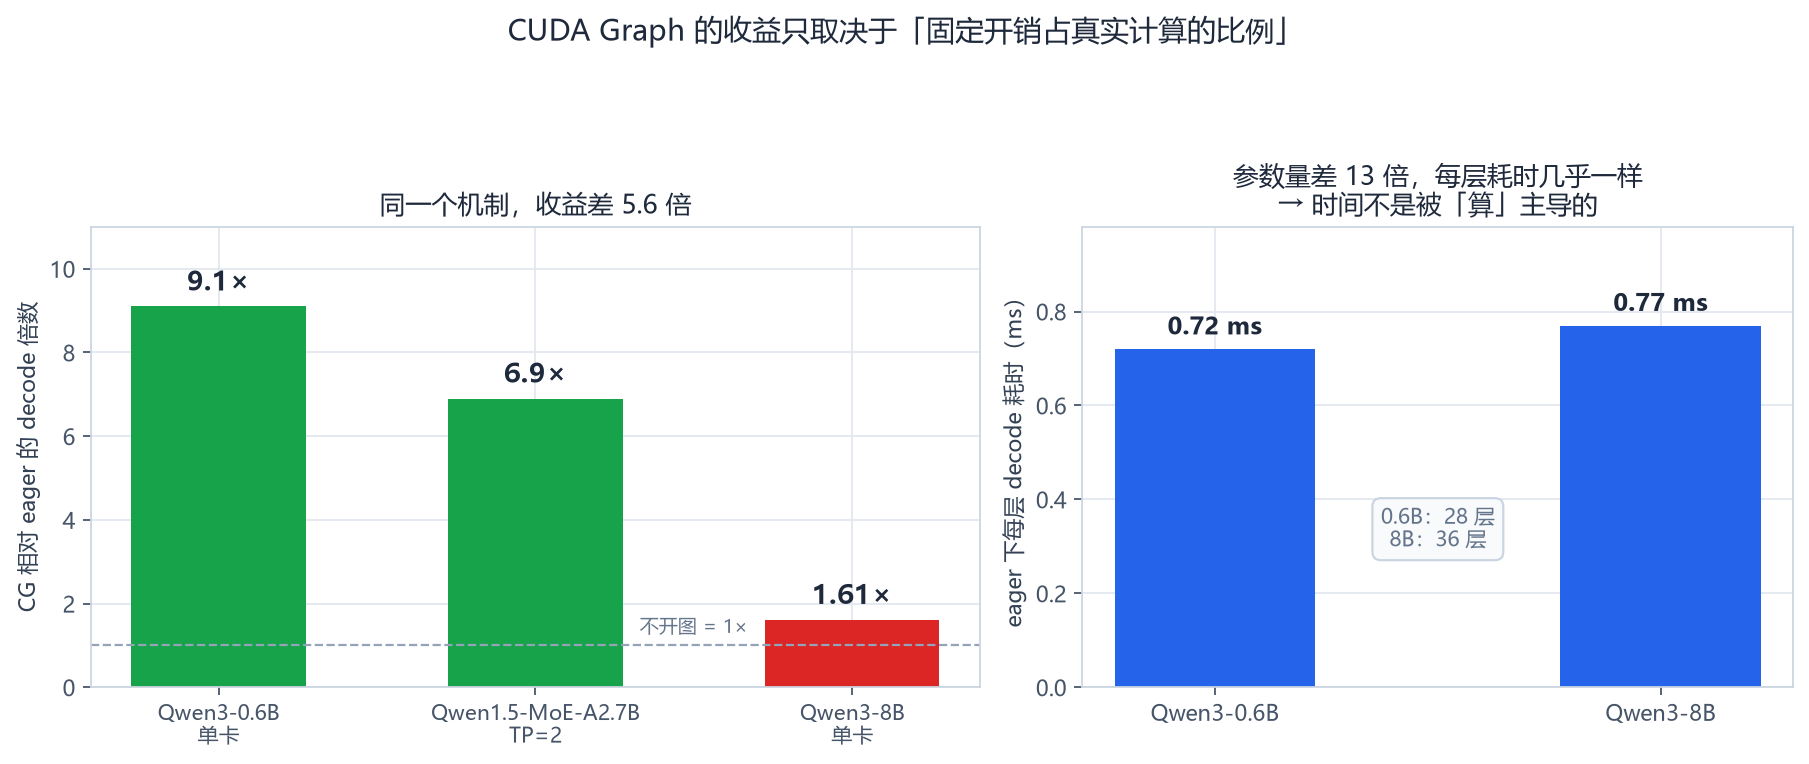 CUDA Graph 的收益只取决于「固定开销占真实计算的比例」
同一个机制，收益差 5.6 倍
CG 相对 eager 的 decode 倍数
10
8
6
4
2
0
9.1×
6.9×
1.61×
不开图 = 1×
Qwen3-0.6B
单卡
Qwen1.5-MoE-A2.7B
TP=2
Qwen3-8B
单卡
参数量差 13 倍，每层耗时几乎一样
→ 时间不是被「算」主导的
eager 下每层 decode 耗时（ms）
0.8
0.6
0.4
0.2
0.0
0.72 ms
0.77 ms
0.6B：28 层
8B：36 层
Qwen3-0.6B
Qwen3-8B